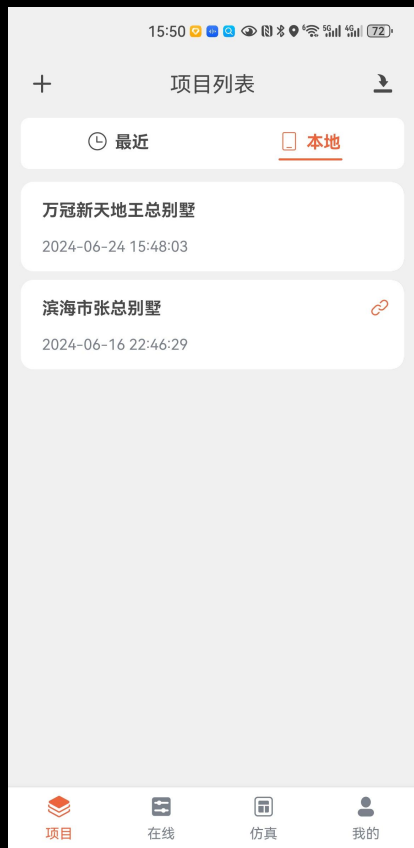 15:50 6 5G 4G 72
项目列表
最近 本地
万冠新天地王总别墅
2024-06-24 15:48:03
滨海市张总别墅
2024-06-16 22:46:29
项目 在线 仿真 我的